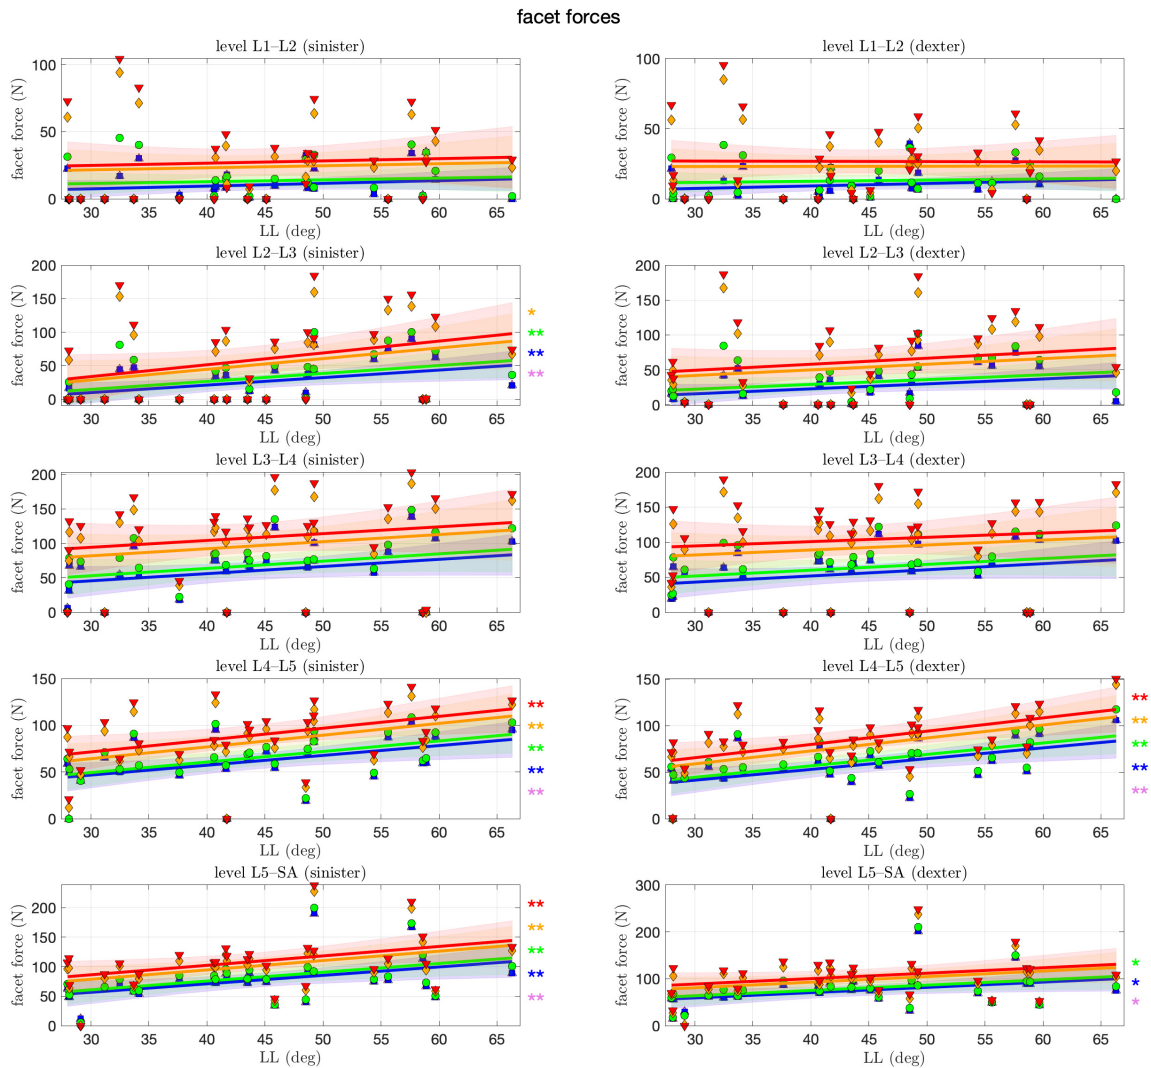 facet forces
level L1–L2 (sinister)
level L1–L2 (dexter)
facet force (N)
100
50
0
30 35 40 45 50 55 60 65
LL (deg)
facet force (N)
100
50
0
30 35 40 45 50 55 60 65
LL (deg)
level L2–L3 (sinister)
level L2–L3 (dexter)
facet force (N)
200
150
100
50
0
30 35 40 45 50 55 60 65
LL (deg)
*
**
**
**
facet force (N)
200
150
100
50
0
30 35 40 45 50 55 60 65
LL (deg)
level L3–L4 (sinister)
level L3–L4 (dexter)
facet force (N)
200
150
100
50
0
30 35 40 45 50 55 60 65
LL (deg)
facet force (N)
200
150
100
50
0
30 35 40 45 50 55 60 65
LL (deg)
level L4–L5 (sinister)
level L4–L5 (dexter)
facet force (N)
150
100
50
0
30 35 40 45 50 55 60 65
LL (deg)
**
**
**
**
**
facet force (N)
150
100
50
0
30 35 40 45 50 55 60 65
LL (deg)
**
**
**
**
**
level L5–SA (sinister)
level L5–SA (dexter)
facet force (N)
200
150
100
50
0
30 35 40 45 50 55 60 65
LL (deg)
**
**
**
**
**
facet force (N)
300
200
100
0
30 35 40 45 50 55 60 65
LL (deg)
*
*
*